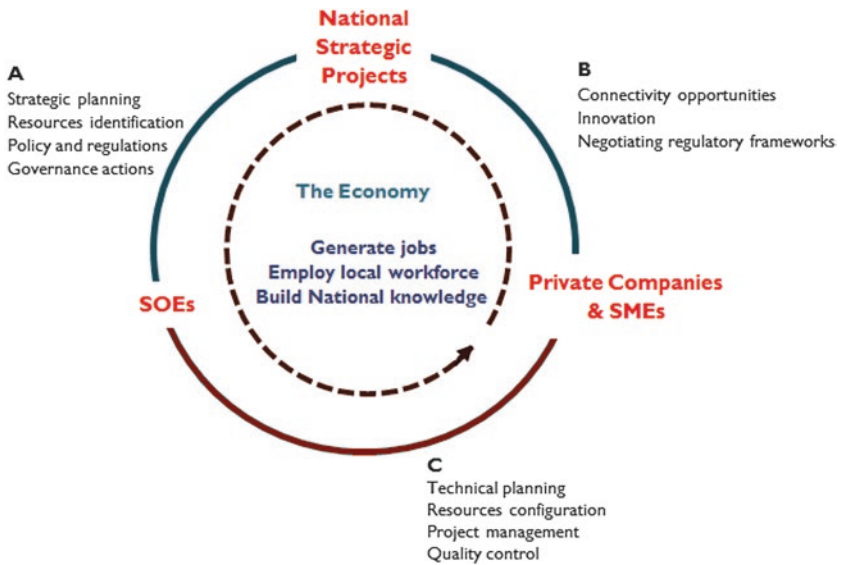 National
Strategic
Projects
A
Strategic planning
Resources identification
Policy and regulations
Governance actions
B
Connectivity opportunities
Innovation
Negotiating regulatory frameworks
The Economy
Generate jobs
Employ local workforce
Build National knowledge
SOEs
Private Companies
& SMEs
C
Technical planning
Resources configuration
Project management
Quality control